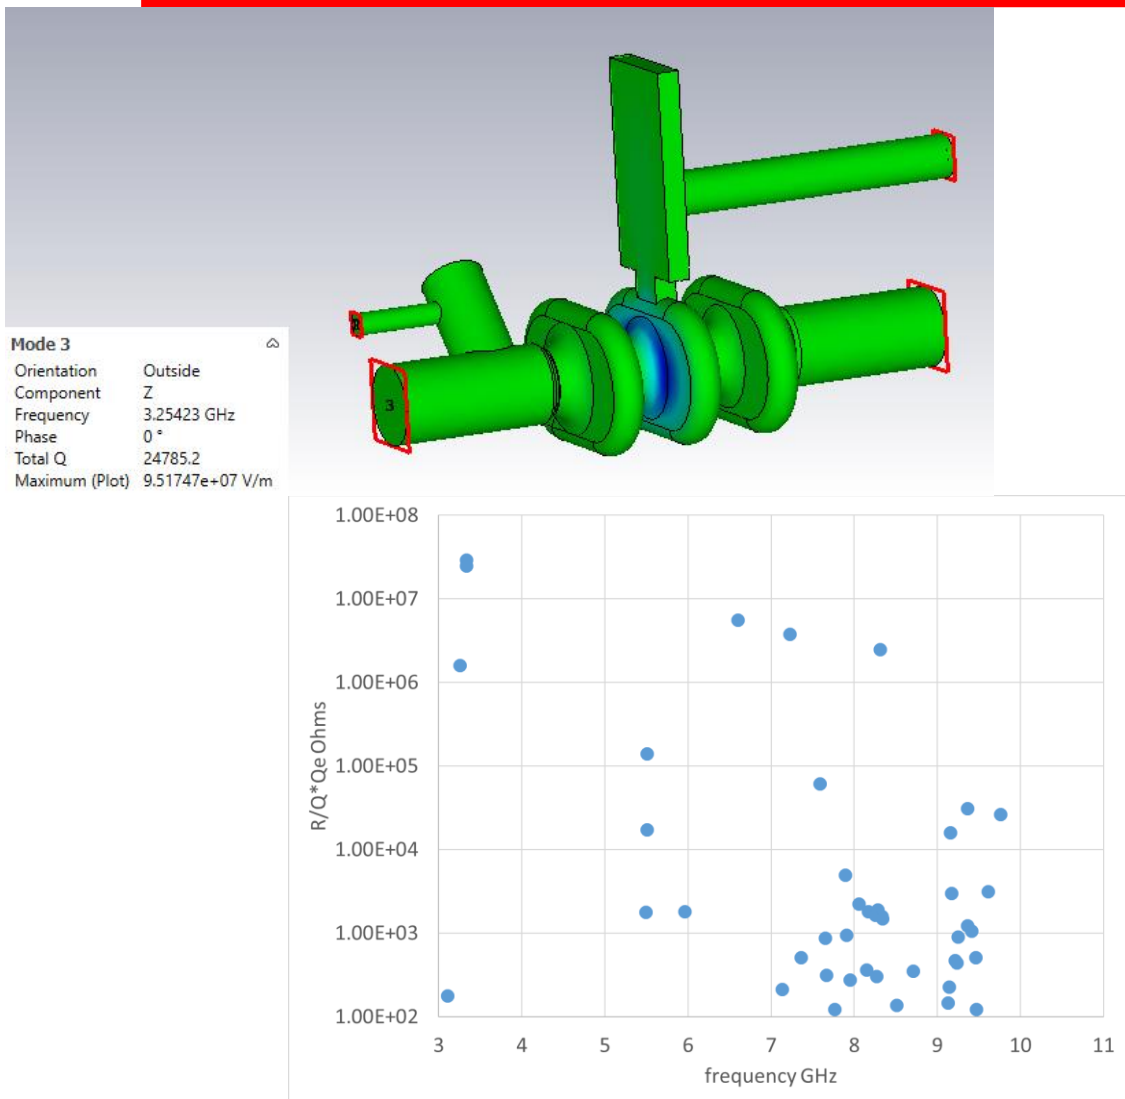 3
Mode 3
Orientation Outside
Component Z
Frequency 3.25423 GHz
Phase 0 °
Total Q 24785.2
Maximum (Plot) 9.51747e+07 V/m
1.00E+08
1.00E+07
1.00E+06
1.00E+05
1.00E+04
1.00E+03
1.00E+02
R/Q*Qe Ohms
3 4 5 6 7 8 9 10 11
frequency GHz